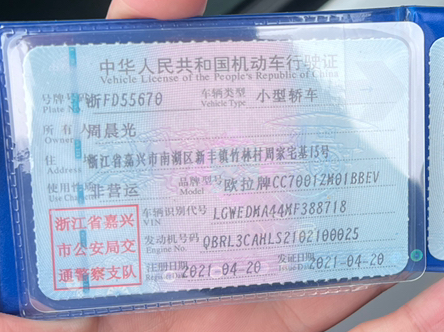 中华人民共和国机动车行驶证
Vehicle License of the People's Republic of China
号牌号码 浙FD55670 车辆类型 小型轿车
Plate No. Vehicle Type
所有人 周晨光
Owner
住址 浙江省嘉兴市南湖区新丰镇竹林村周家宅基15号
Address
使用性质 非营运 品牌型号 欧拉牌CC7001ZM01BBEV
Use Character Model
浙江省嘉兴市公安局交通警察支队
车辆识别代号 LGWEDMA44MF388718
VIN
发动机号码 QBRL3CAHLS2102100025
Engine No.
注册日期 2021-04-20 发证日期 2021-04-20
Register Date Issue Date